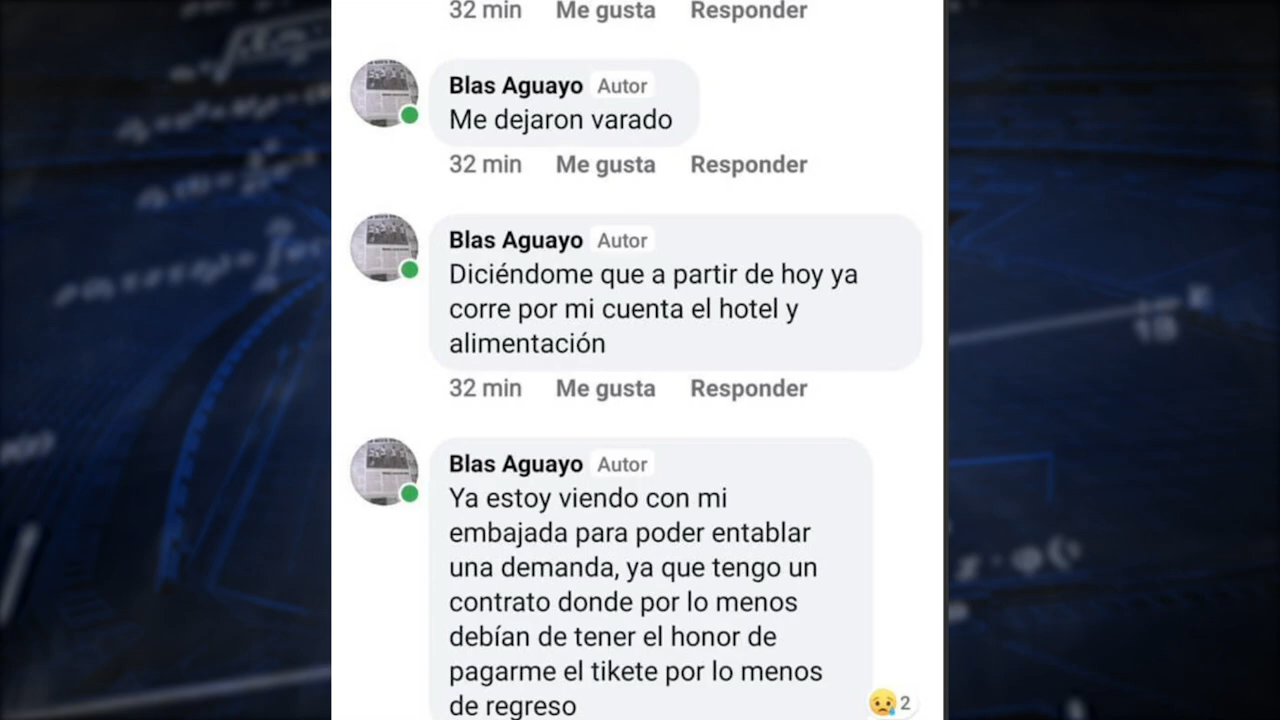 32 min Me gusta Responder
Blas Aguayo Autor
Me dejaron varado
32 min Me gusta Responder
Blas Aguayo Autor
Diciéndome que a partir de hoy ya
corre por mi cuenta el hotel y
alimentación
32 min Me gusta Responder
Blas Aguayo Autor
Ya estoy viendo con mi
embajada para poder entablar
una demanda, ya que tengo un
contrato donde por lo menos
debían de tener el honor de
pagarme el tikete por lo menos
de regreso
2